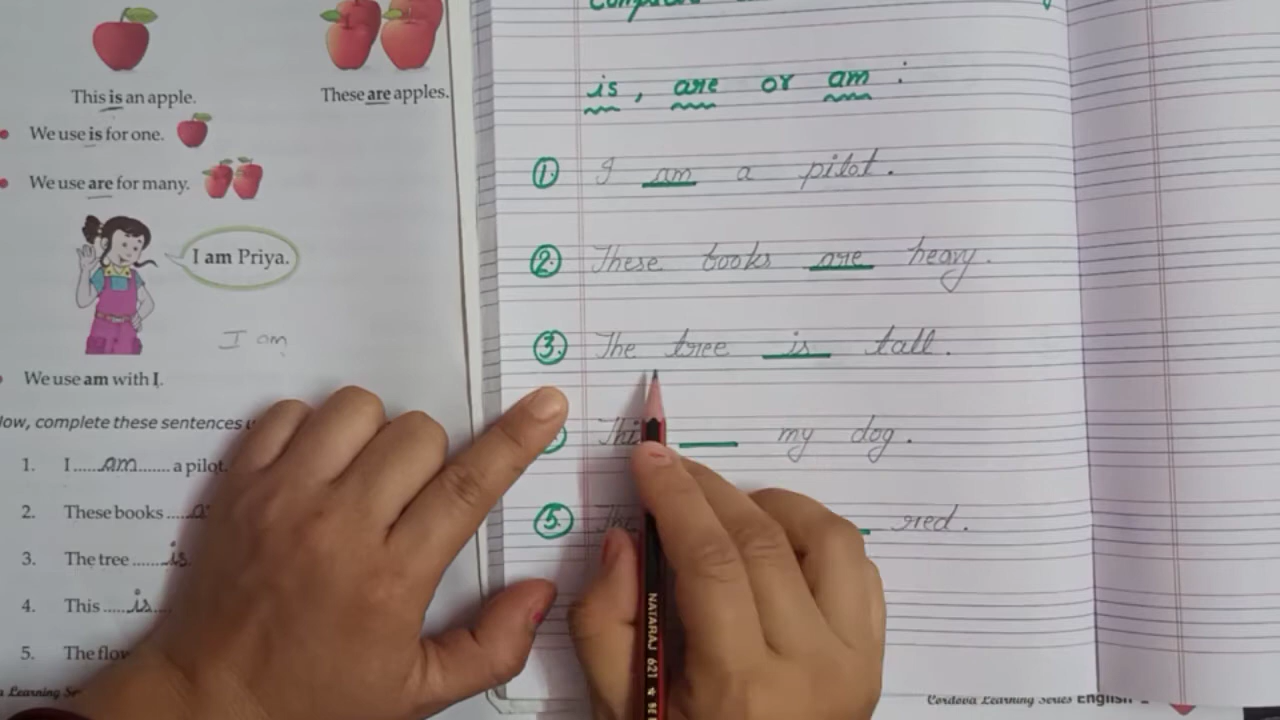 This is an apple.
These are apples.
We use is for one.
We use are for many.
I am Priya.
I am
We use am with I.
complete these sentences
1. I ......am....... a pilot.
2. These books
3. The tree ........is
4. This .....is....
5. The
is, are or am :
1. I am a pilot.
2. These books are heavy.
3. The tree is tall.
my dog.
5. red.
NATARAJ 621
Cordova Learning Series English